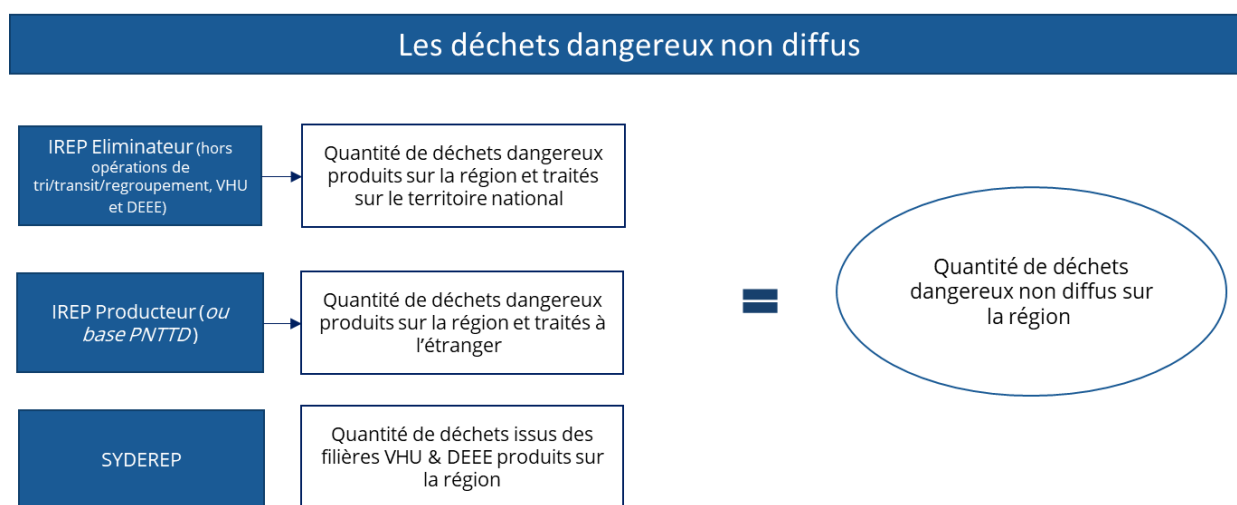 Les déchets dangereux non diffus
IREP Eliminateur (hors
opérations de
tri/transit/regroupement, VHU
et DEEE)
Quantité de déchets dangereux
produits sur la région et traités
sur le territoire national
IREP Producteur (ou
base PNTTD)
Quantité de déchets dangereux
produits sur la région et traités à
l’étranger
SYDEREP
Quantité de déchets issus des
filières VHU & DEEE produits sur
la région
=
Quantité de déchets
dangereux non diffus sur
la région